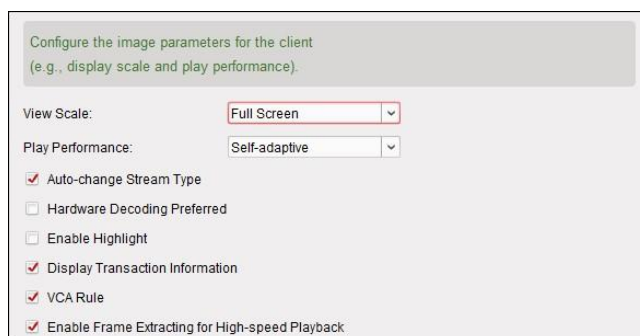 Configure the image parameters for the client
(e.g., display scale and play performance).
View Scale: Full Screen
Play Performance: Self-adaptive
Auto-change Stream Type
Hardware Decoding Preferred
Enable Highlight
Display Transaction Information
VCA Rule
Enable Frame Extracting for High-speed Playback